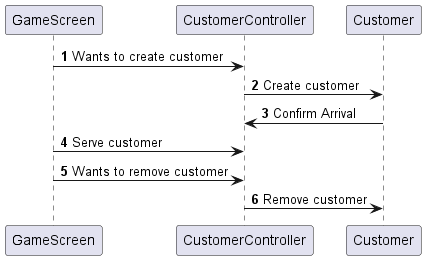 GameScreen CustomerController Customer
1 Wants to create customer
2 Create customer
3 Confirm Arrival
4 Serve customer
5 Wants to remove customer
6 Remove customer
GameScreen CustomerController Customer